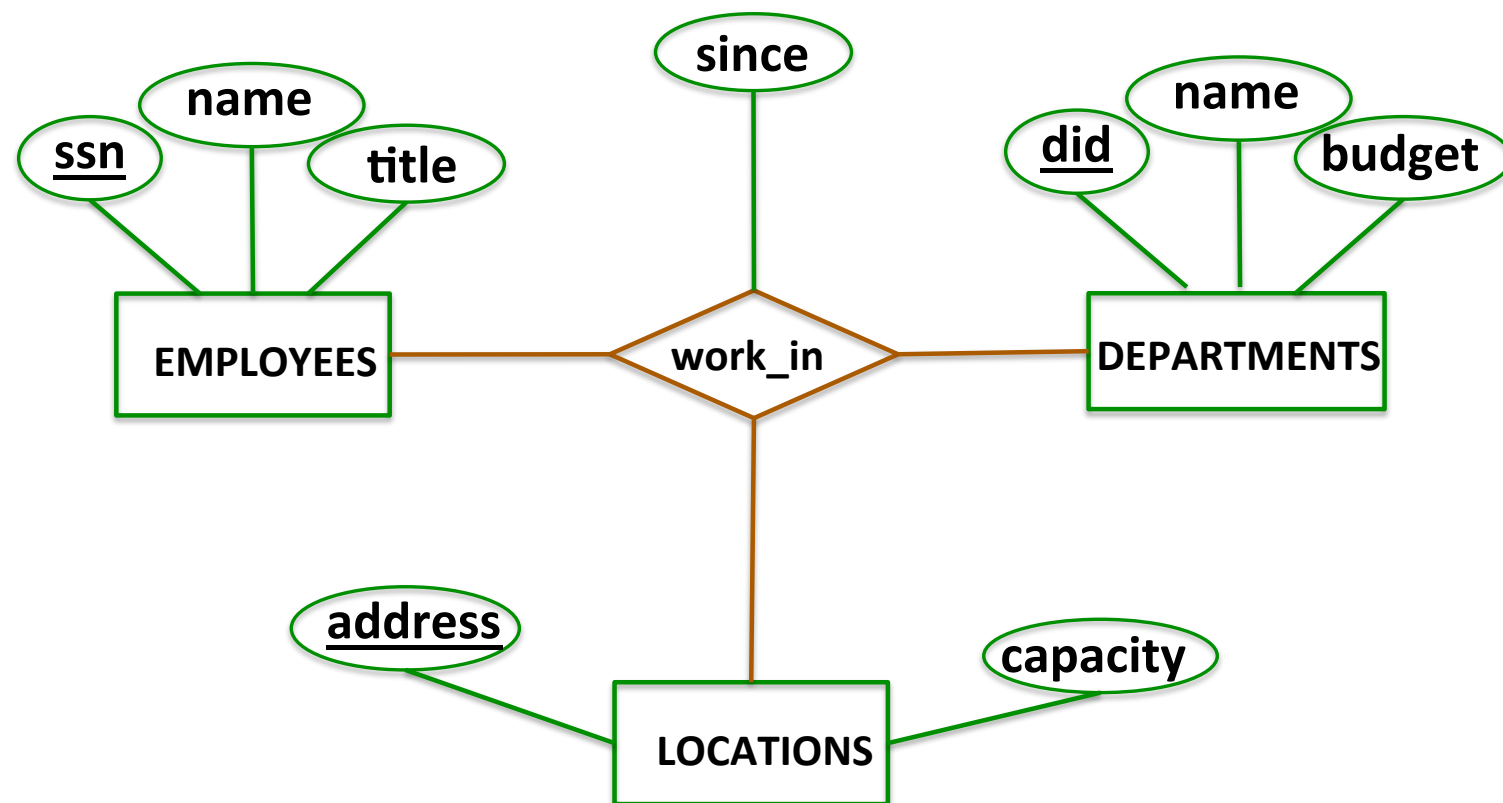 since
name
name
ssn
title
did
budget
EMPLOYEES
work_in
DEPARTMENTS
address
capacity
LOCATIONS